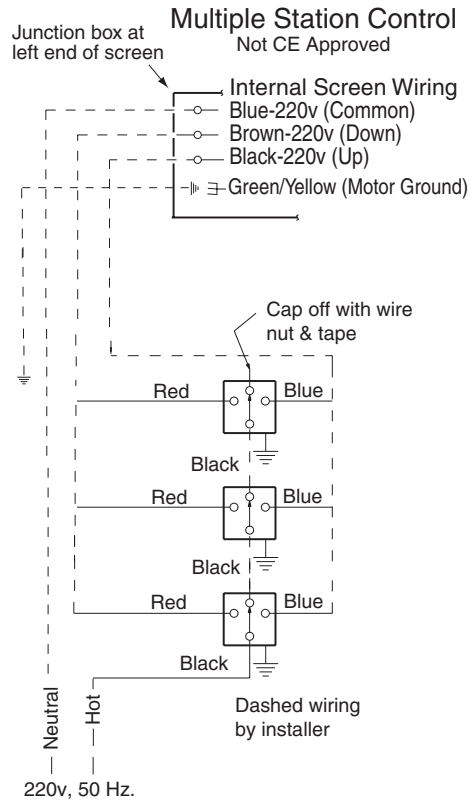 Multiple Station Control
Not CE Approved
Junction box at
left end of screen
Internal Screen Wiring
Blue-220v (Common)
Brown-220v (Down)
Black-220v (Up)
Green/Yellow (Motor Ground)
Cap off with wire
nut & tape
Red
Blue
Black
Red
Blue
Black
Red
Blue
Black
Neutral
Hot
Dashed wiring
by installer
220v, 50 Hz.